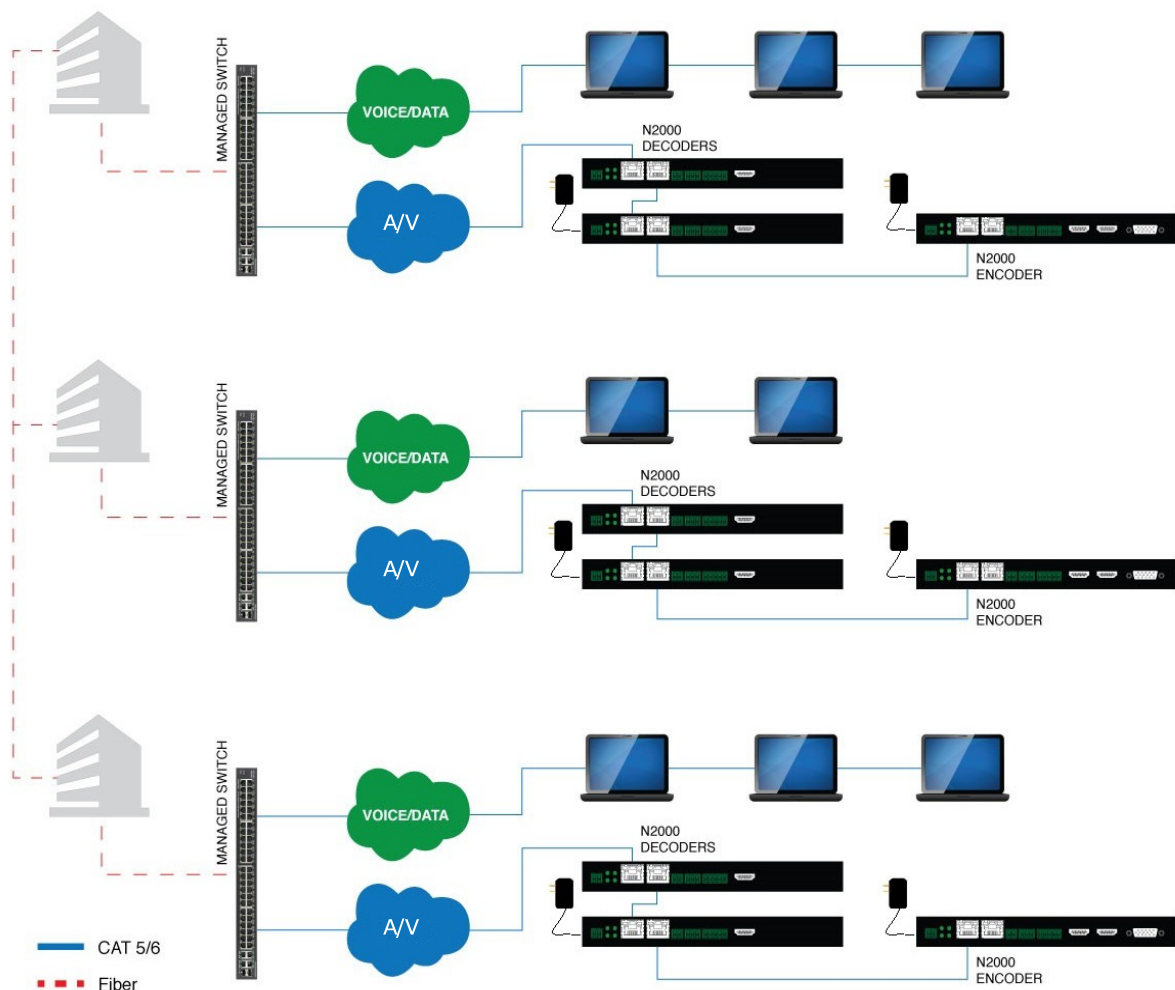 MANAGED SWITCH
VOICE/DATA
A/V
N2000
DECODERS
N2000
ENCODER
MANAGED SWITCH
VOICE/DATA
A/V
N2000
DECODERS
N2000
ENCODER
MANAGED SWITCH
VOICE/DATA
A/V
N2000
DECODERS
N2000
ENCODER
CAT 5/6
Fiber